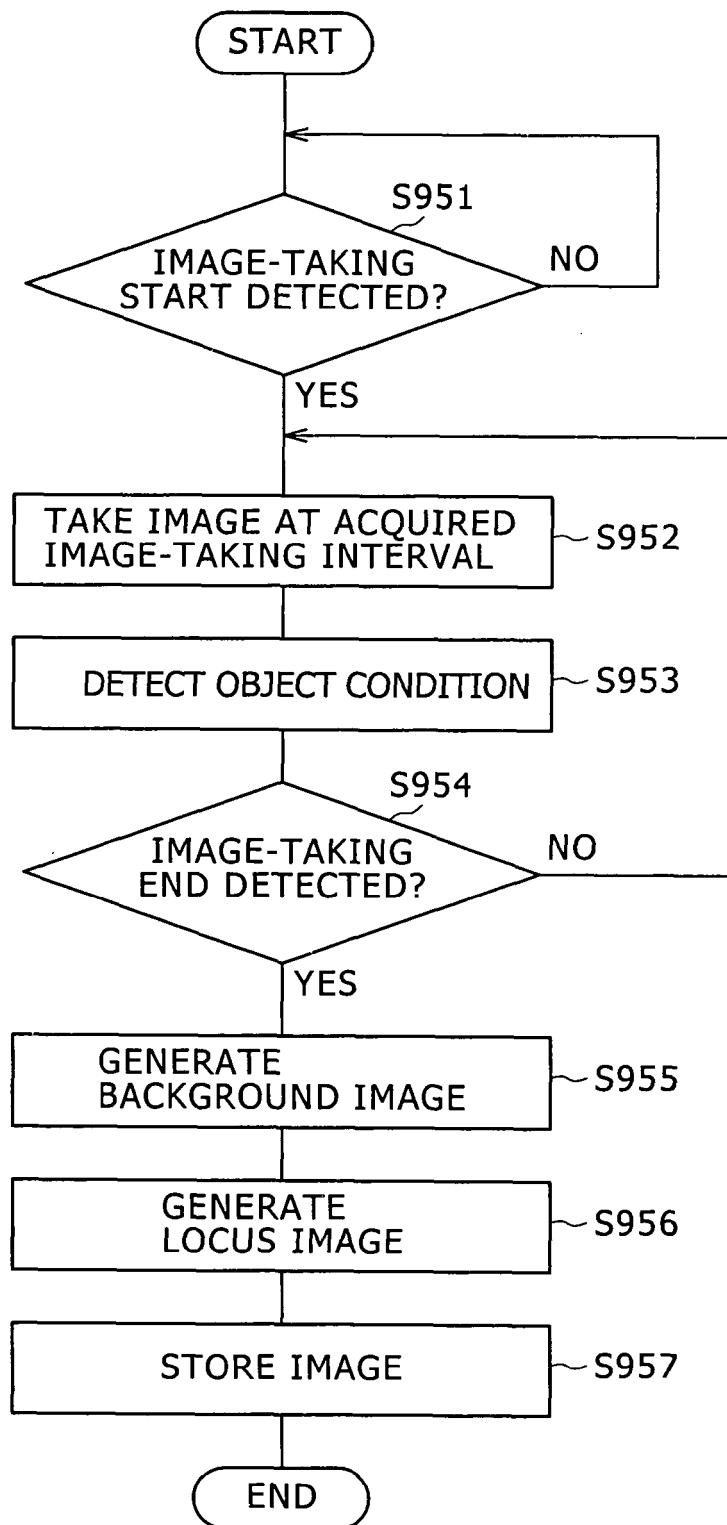 START
S951
IMAGE-TAKING
START DETECTED?
NO
YES
TAKE IMAGE AT ACQUIRED
IMAGE-TAKING INTERVAL
S952
DETECT OBJECT CONDITION
S953
S954
IMAGE-TAKING
END DETECTED?
NO
YES
GENERATE
BACKGROUND IMAGE
S955
GENERATE
LOCUS IMAGE
S956
STORE IMAGE
S957
END